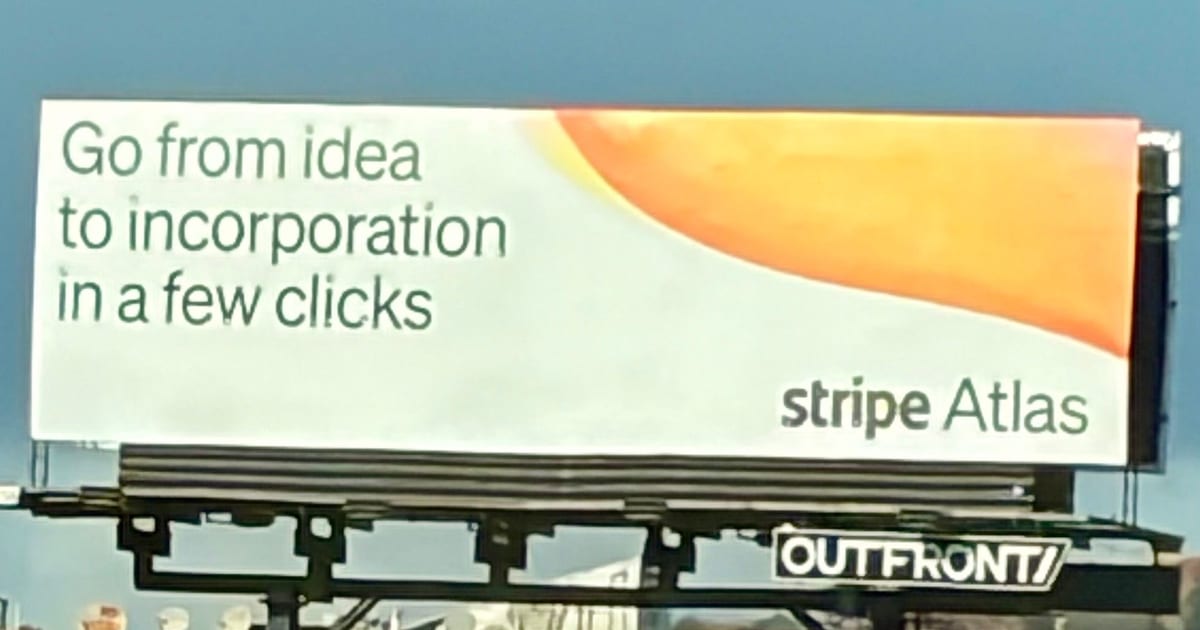 Go from idea
to incorporation
in a few clicks
stripe Atlas
OUTFRONT/